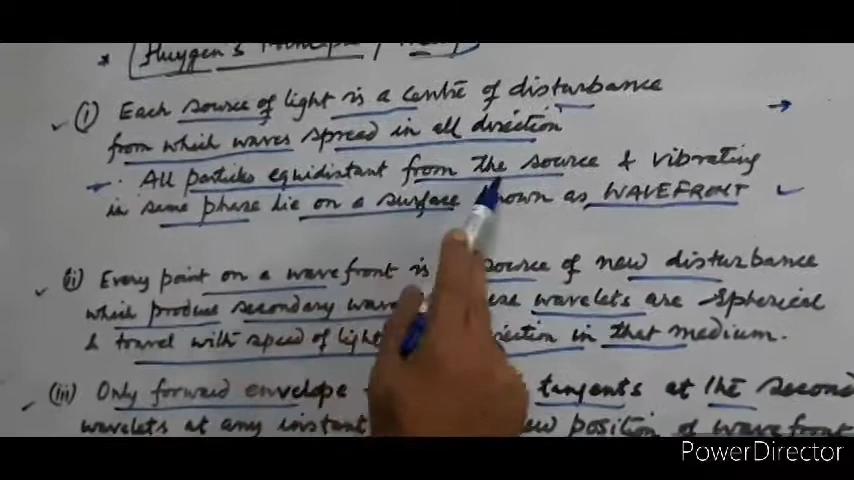 * Huygen's Principle / Theory
(i) Each source of light is a centre of disturbance
from which waves spread in all direction
. All particles equidistant from the source & vibrating
in same phase lie on a surface known as WAVEFRONT
(ii) Every point on a wavefront is source of new disturbance
which produce secondary wave wavelets are spherical
& travel with speed of light in that medium.
(iii) Only forward envelope tangents at the second
wavelets at any instant new position of wavefront
PowerDirector